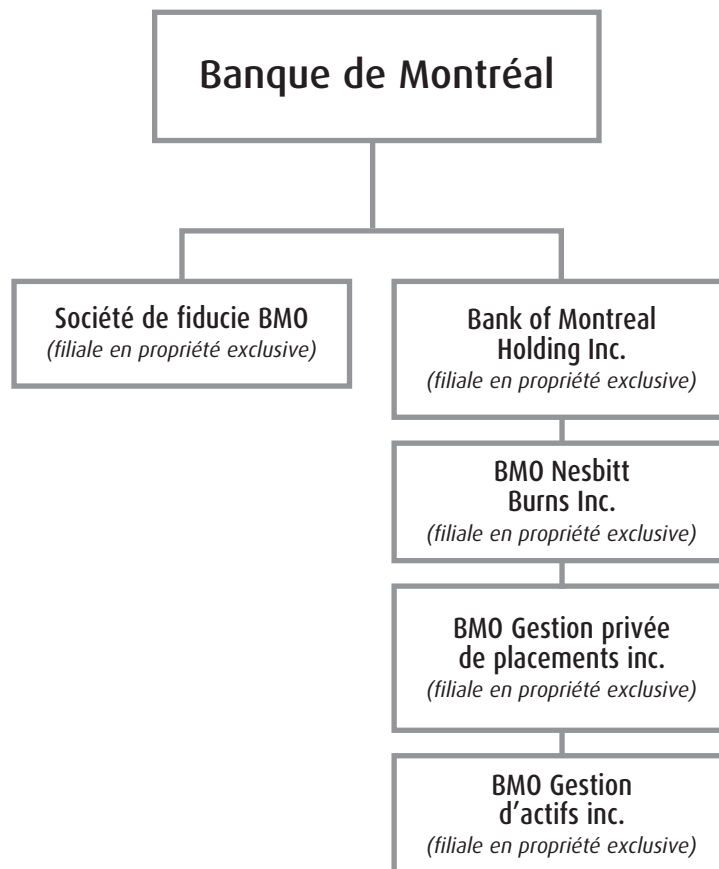 Banque de Montréal
Société de fiducie BMO
(filiale en propriété exclusive)
Bank of Montreal
Holding Inc.
(filiale en propriété exclusive)
BMO Nesbitt
Burns Inc.
(filiale en propriété exclusive)
BMO Gestion privée
de placements inc.
(filiale en propriété exclusive)
BMO Gestion
d’actifs inc.
(filiale en propriété exclusive)